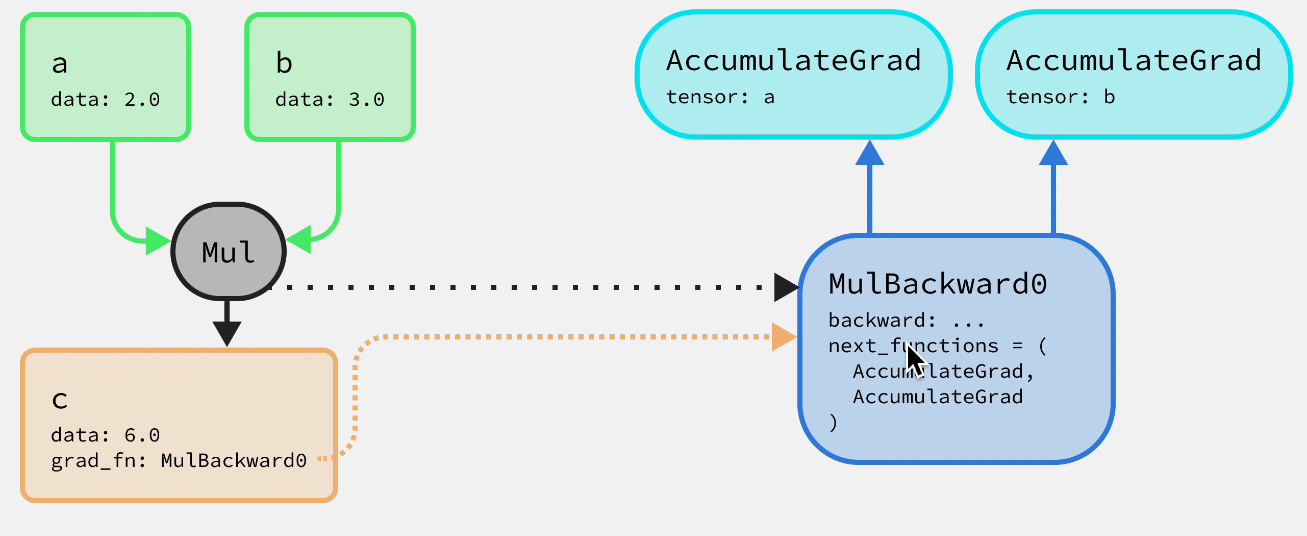 a
data: 2.0
b
data: 3.0
AccumulateGrad
tensor: a
AccumulateGrad
tensor: b
Mul
MulBackward0
backward: ...
next_functions = (
AccumulateGrad,
AccumulateGrad
)
c
data: 6.0
grad_fn: MulBackward0